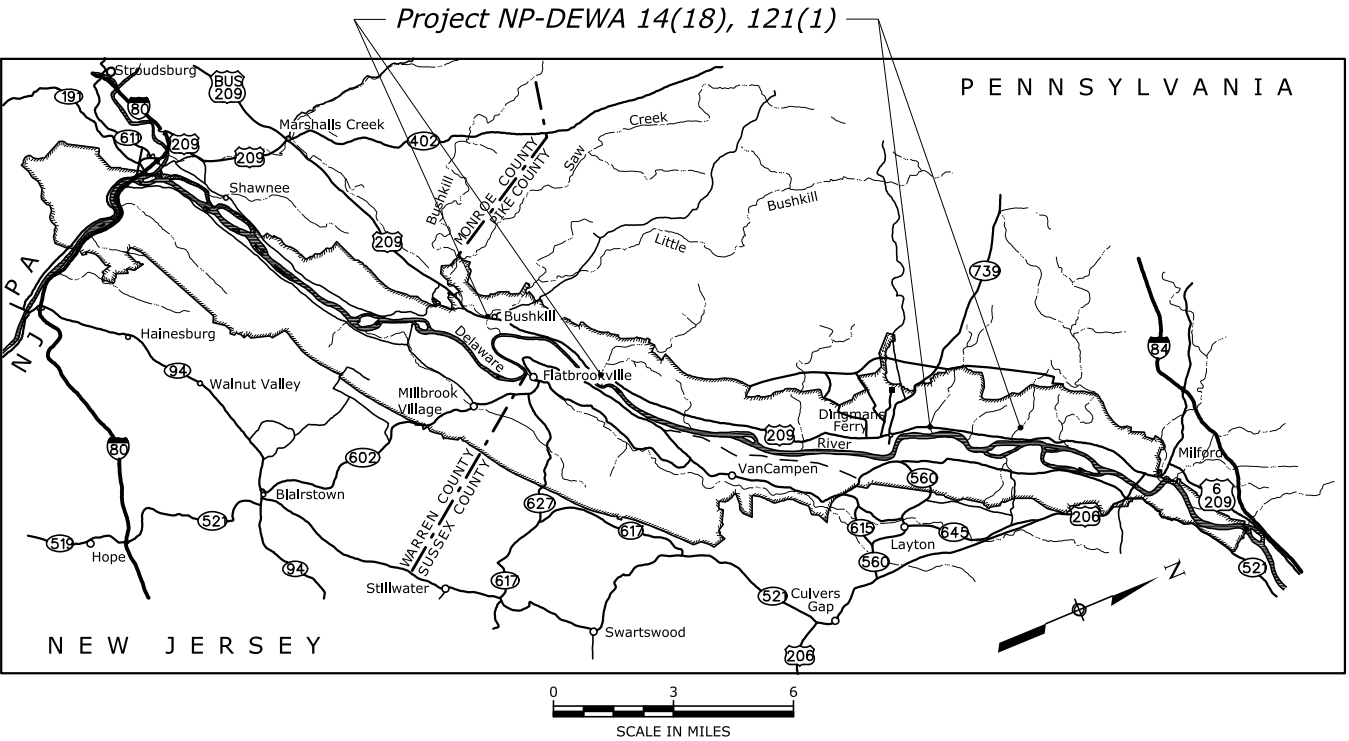 Project NP-DEWA 14(18), 121(1)
PENNSYLVANIA
Stroudsburg
191
80
BUS
209
611
209
209
Marshalls Creek
402
Creek
Saw
Bushkill
MONROE COUNTY
PIKE COUNTY
Bushkill
Little
Shawnee
209
739
PA
NJ
Bushkill
Delaware
Hainesburg
94
Walnut Valley
Millbrook
Village
Flatbrookville
Dingmans
Ferry
209
River
84
Milford
6
209
80
602
VanCampen
560
Blairstown
WARREN COUNTY
SUSSEX COUNTY
627
617
615
645
206
Layton
521
519
Hope
94
560
521
Stillwater
617
521
Culvers
Gap
N
Swartswood
206
NEW JERSEY
0 3 6
SCALE IN MILES